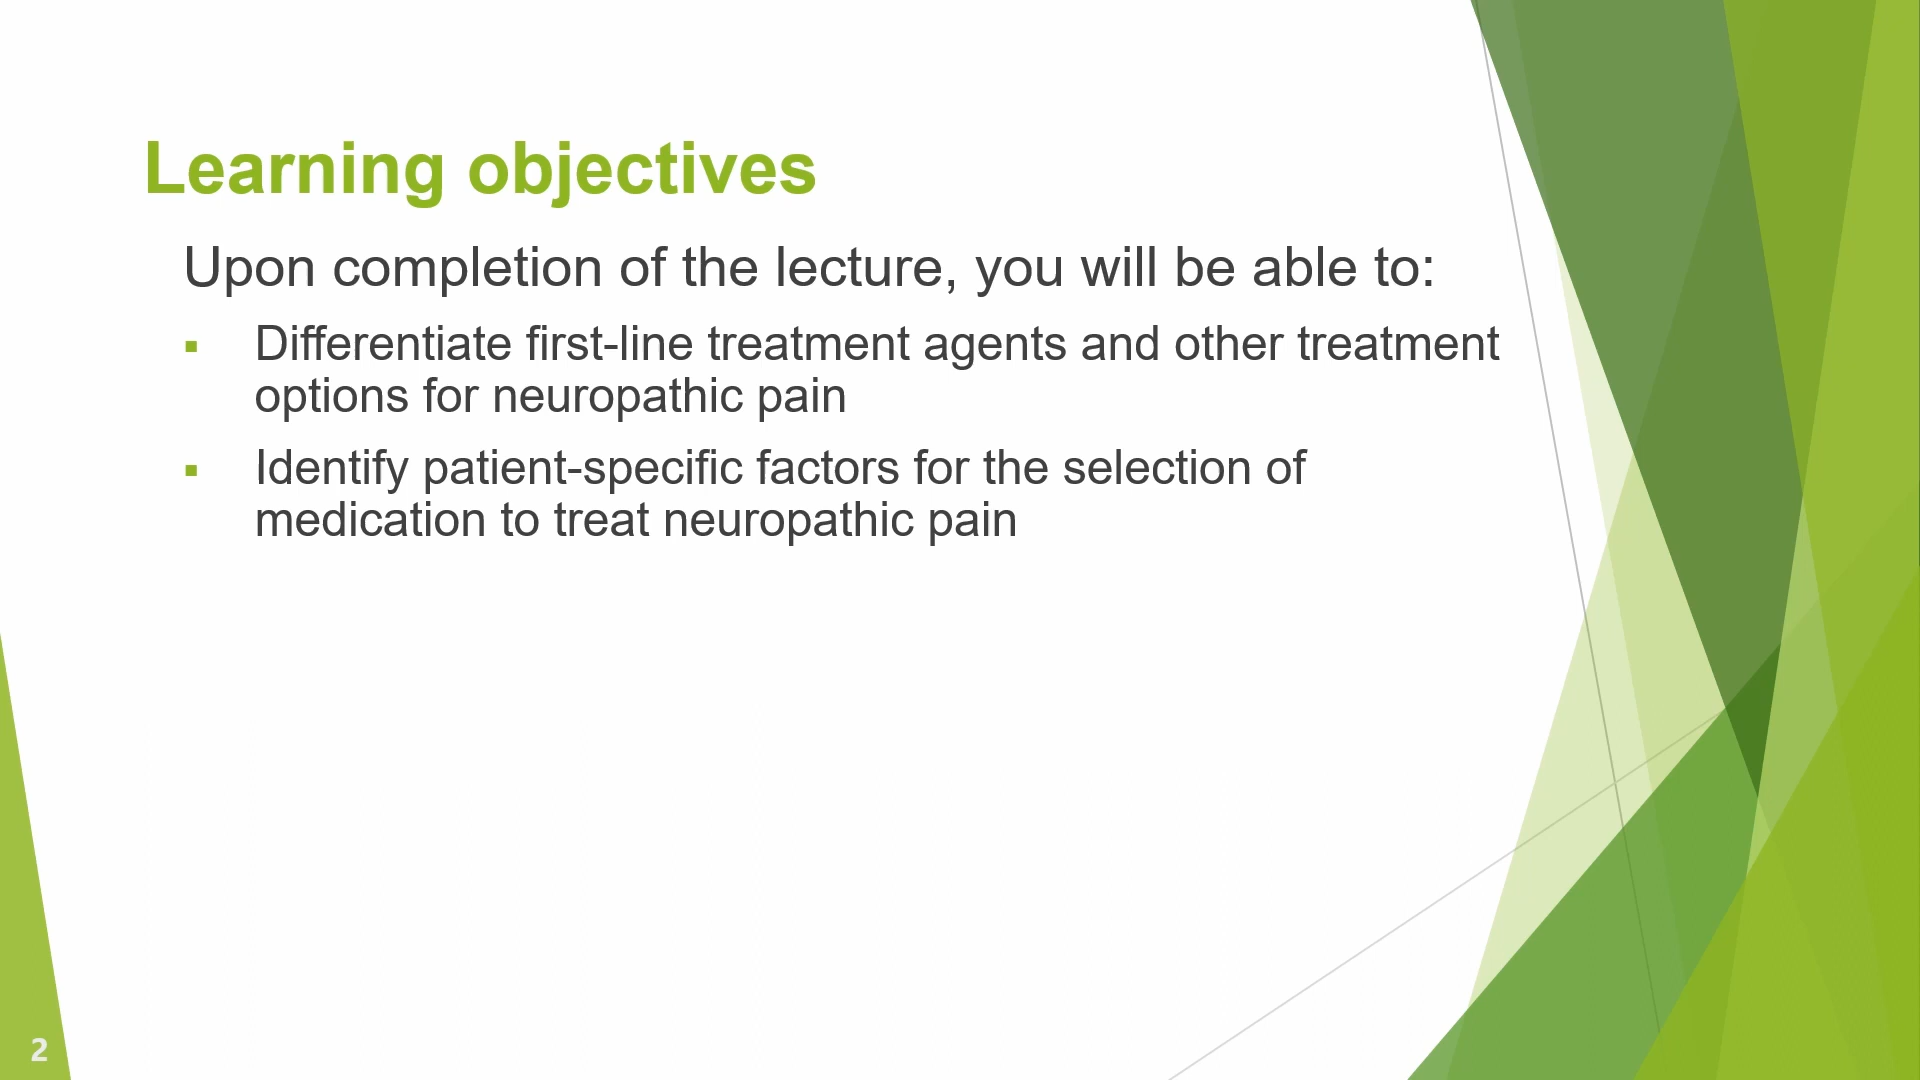 Learning objectives
Upon completion of the lecture, you will be able to:
▪ Differentiate first-line treatment agents and other treatment
options for neuropathic pain
▪ Identify patient-specific factors for the selection of
medication to treat neuropathic pain
2